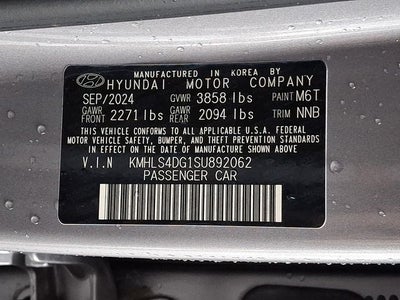 MANUFACTURED IN KOREA BY
HYUNDAI MOTOR COMPANY
SEP/2024 GVWR 3858 lbs PAINT M6T
GAWR FRONT 2271 lbs GAWR REAR 2094 lbs TRIM NNB
THIS VEHICLE CONFORMS TO ALL APPLICABLE U.S.A. FEDERAL
MOTOR VEHICLE SAFETY, BUMPER, AND THEFT PREVENTION STANDARDS
IN EFFECT ON THE DATE OF MANUFACTURE SHOWN ABOVE.
V.I.N KMHLS4DG1SU892062
PASSENGER CAR